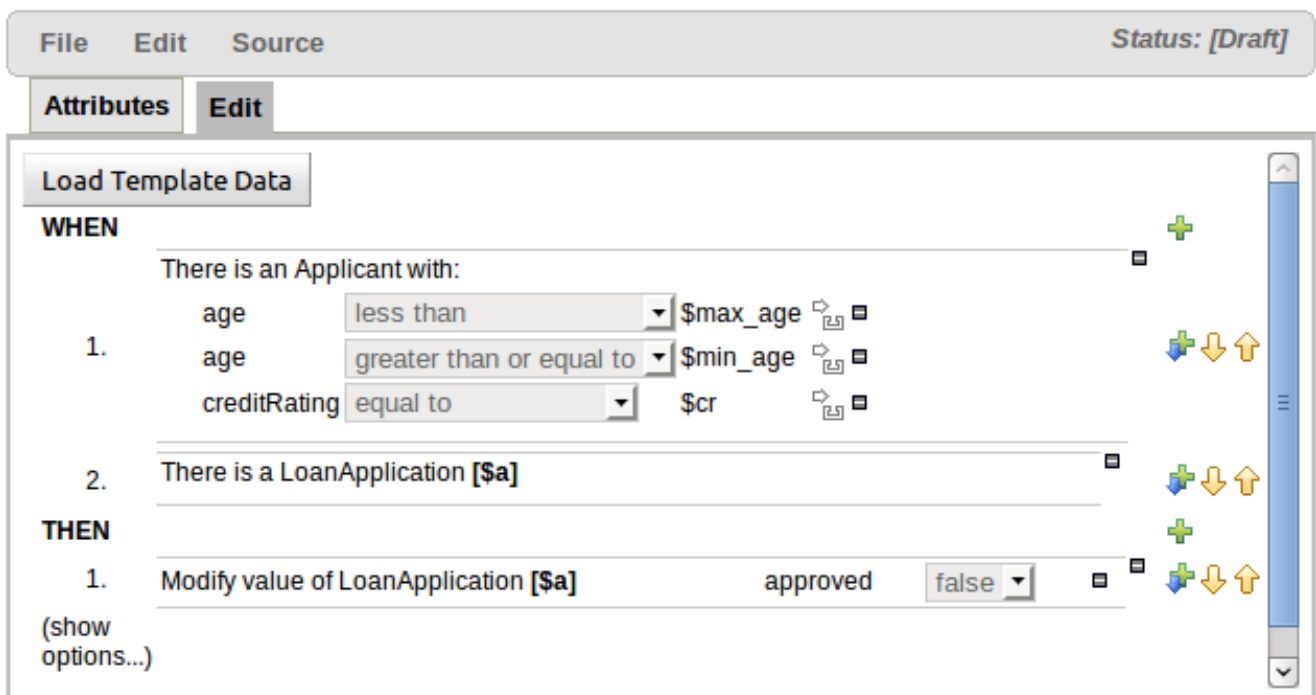 File Edit Source Status: [Draft]
Attributes Edit
Load Template Data
WHEN
There is an Applicant with:
age less than $max_age
1.
age greater than or equal to $min_age
creditRating equal to $cr
2. There is a LoanApplication [$a]
THEN
1. Modify value of LoanApplication [$a] approved false
(show
options...)